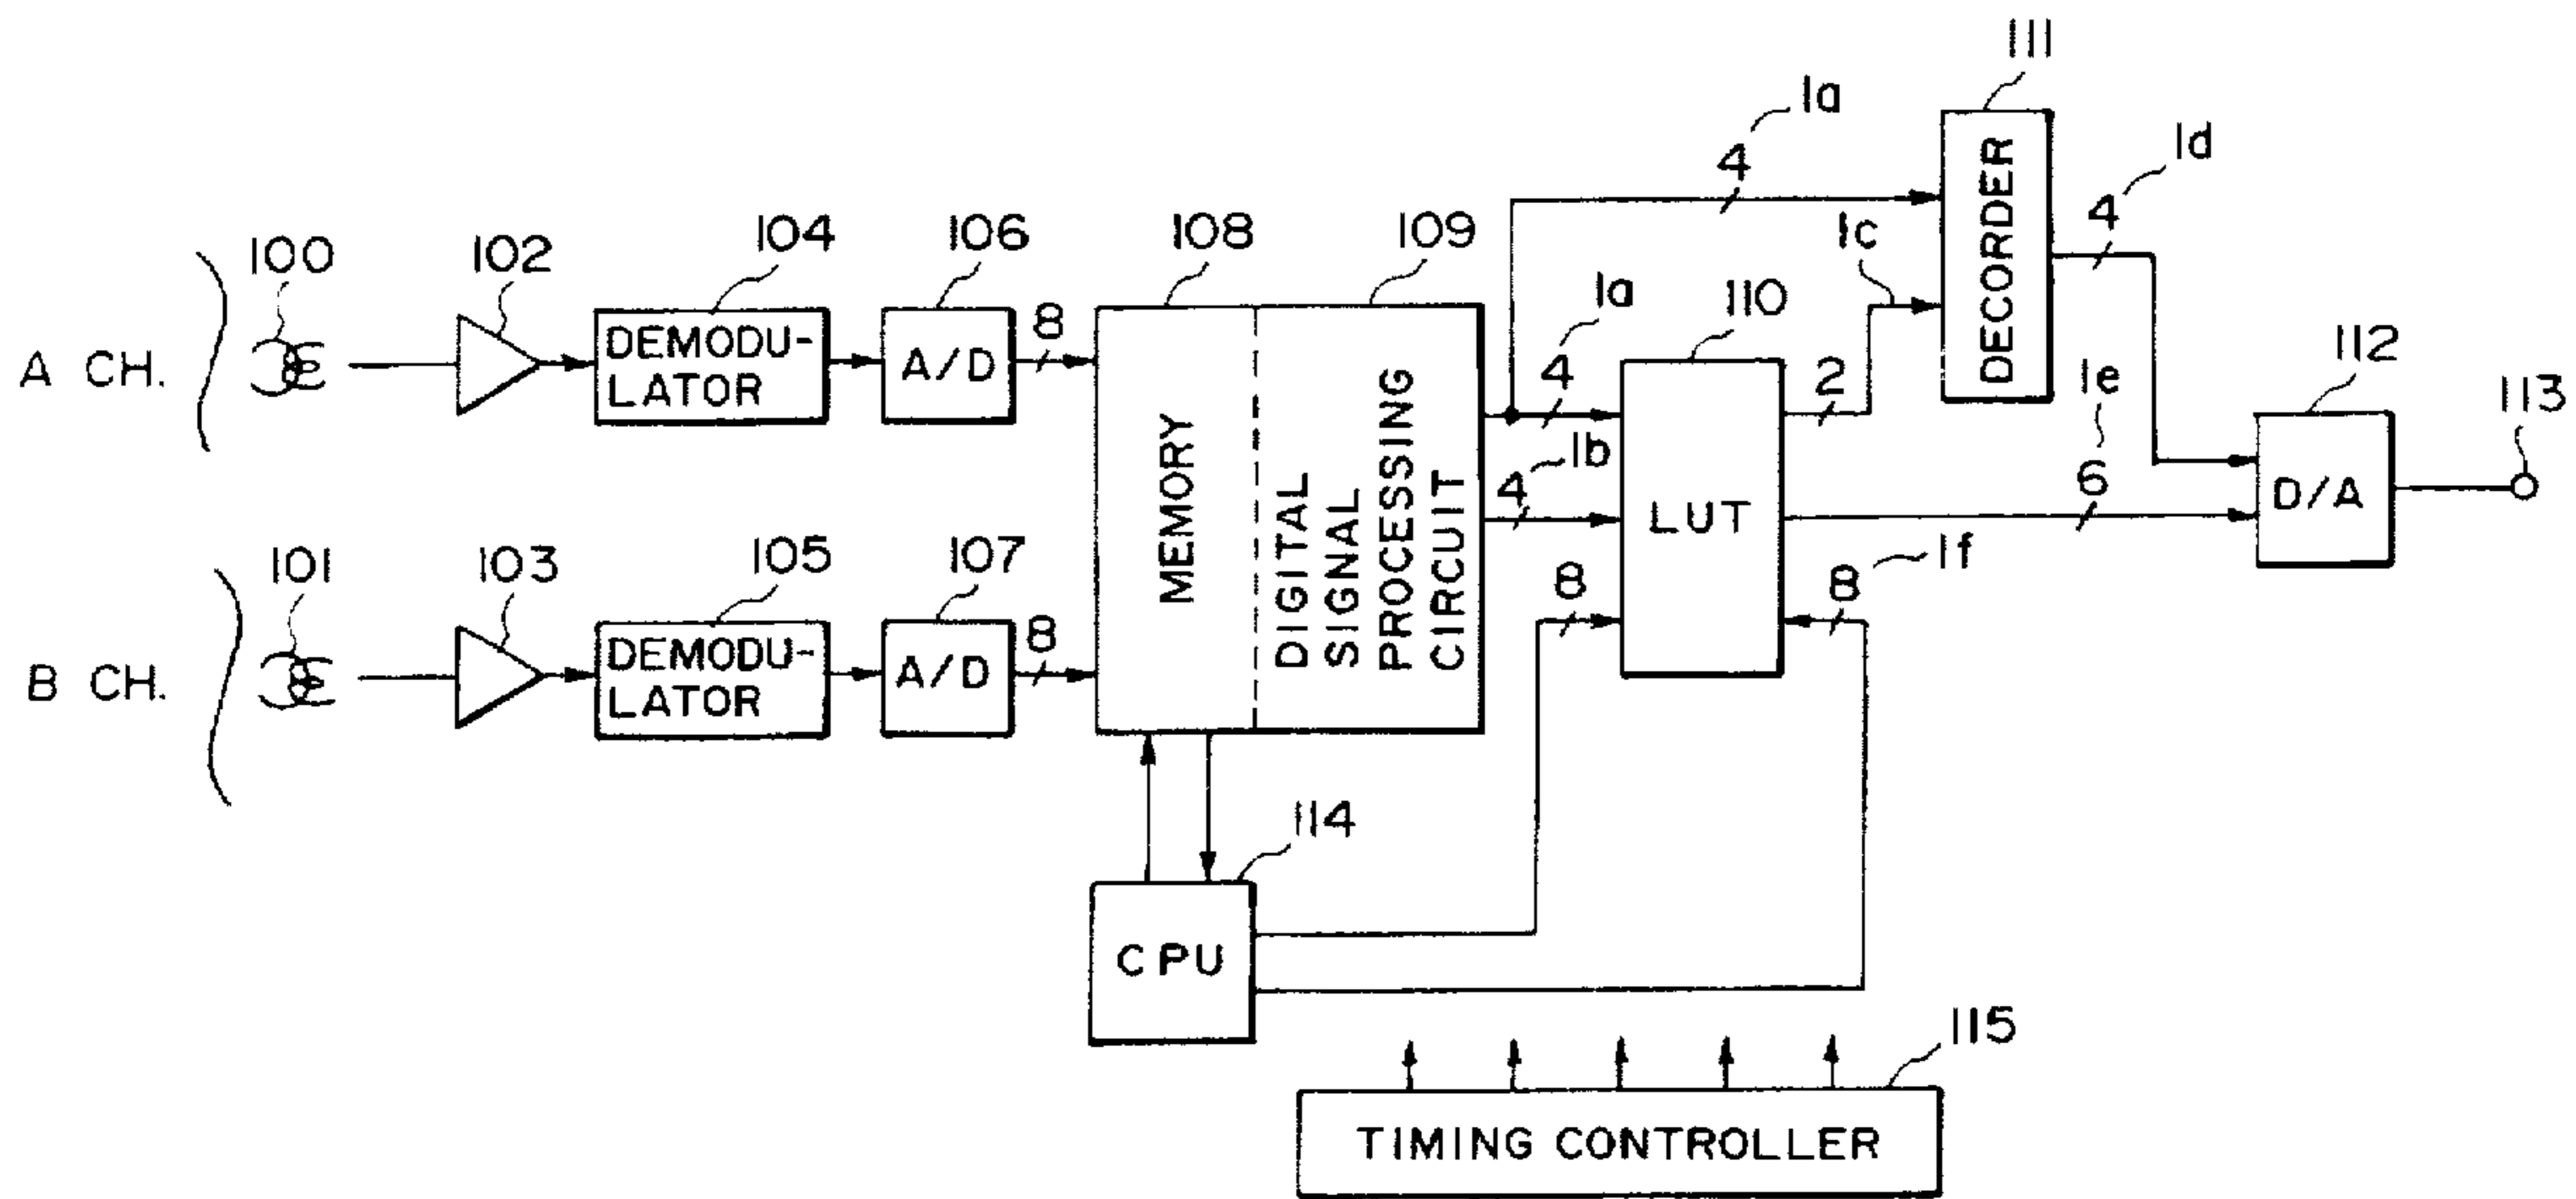 111
1a
4
1d
4
DECORDER
100
102
104
106
108
109
1a
110
1c
A CH.
DEMODU-
LATOR
A/D
8
4
2
112
1e
113
MEMORY
DIGITAL
SIGNAL
PROCESSING
CIRCUIT
1b
4
LUT
6
D/A
101
103
105
107
8
8
1f
B CH.
DEMODU-
LATOR
A/D
8
114
CPU
115
TIMING CONTROLLER